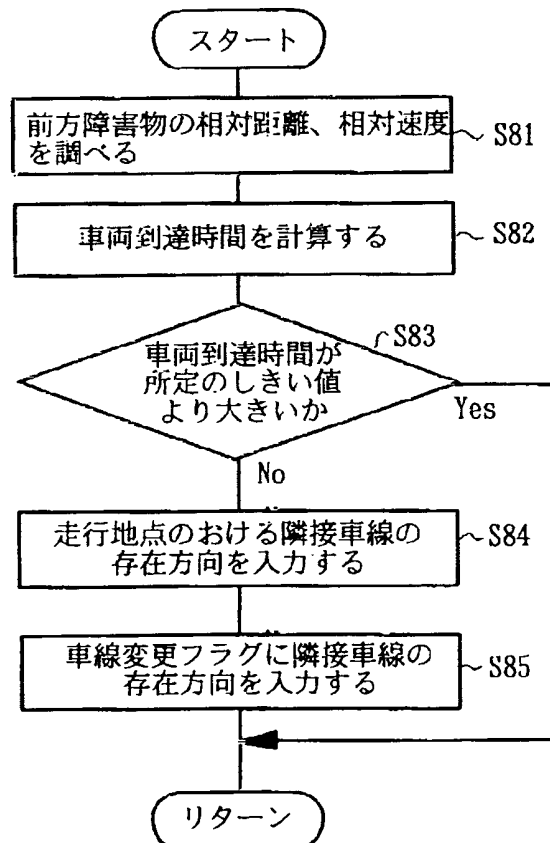 スタート
前方障害物の相対距離、相対速度
を調べる
S81
車両到達時間を計算する
S82
S83
車両到達時間が
所定のしきい値
より大きいか
Yes
No
走行地点のおける隣接車線の
存在方向を入力する
S84
車線変更フラグに隣接車線の
存在方向を入力する
S85
リターン